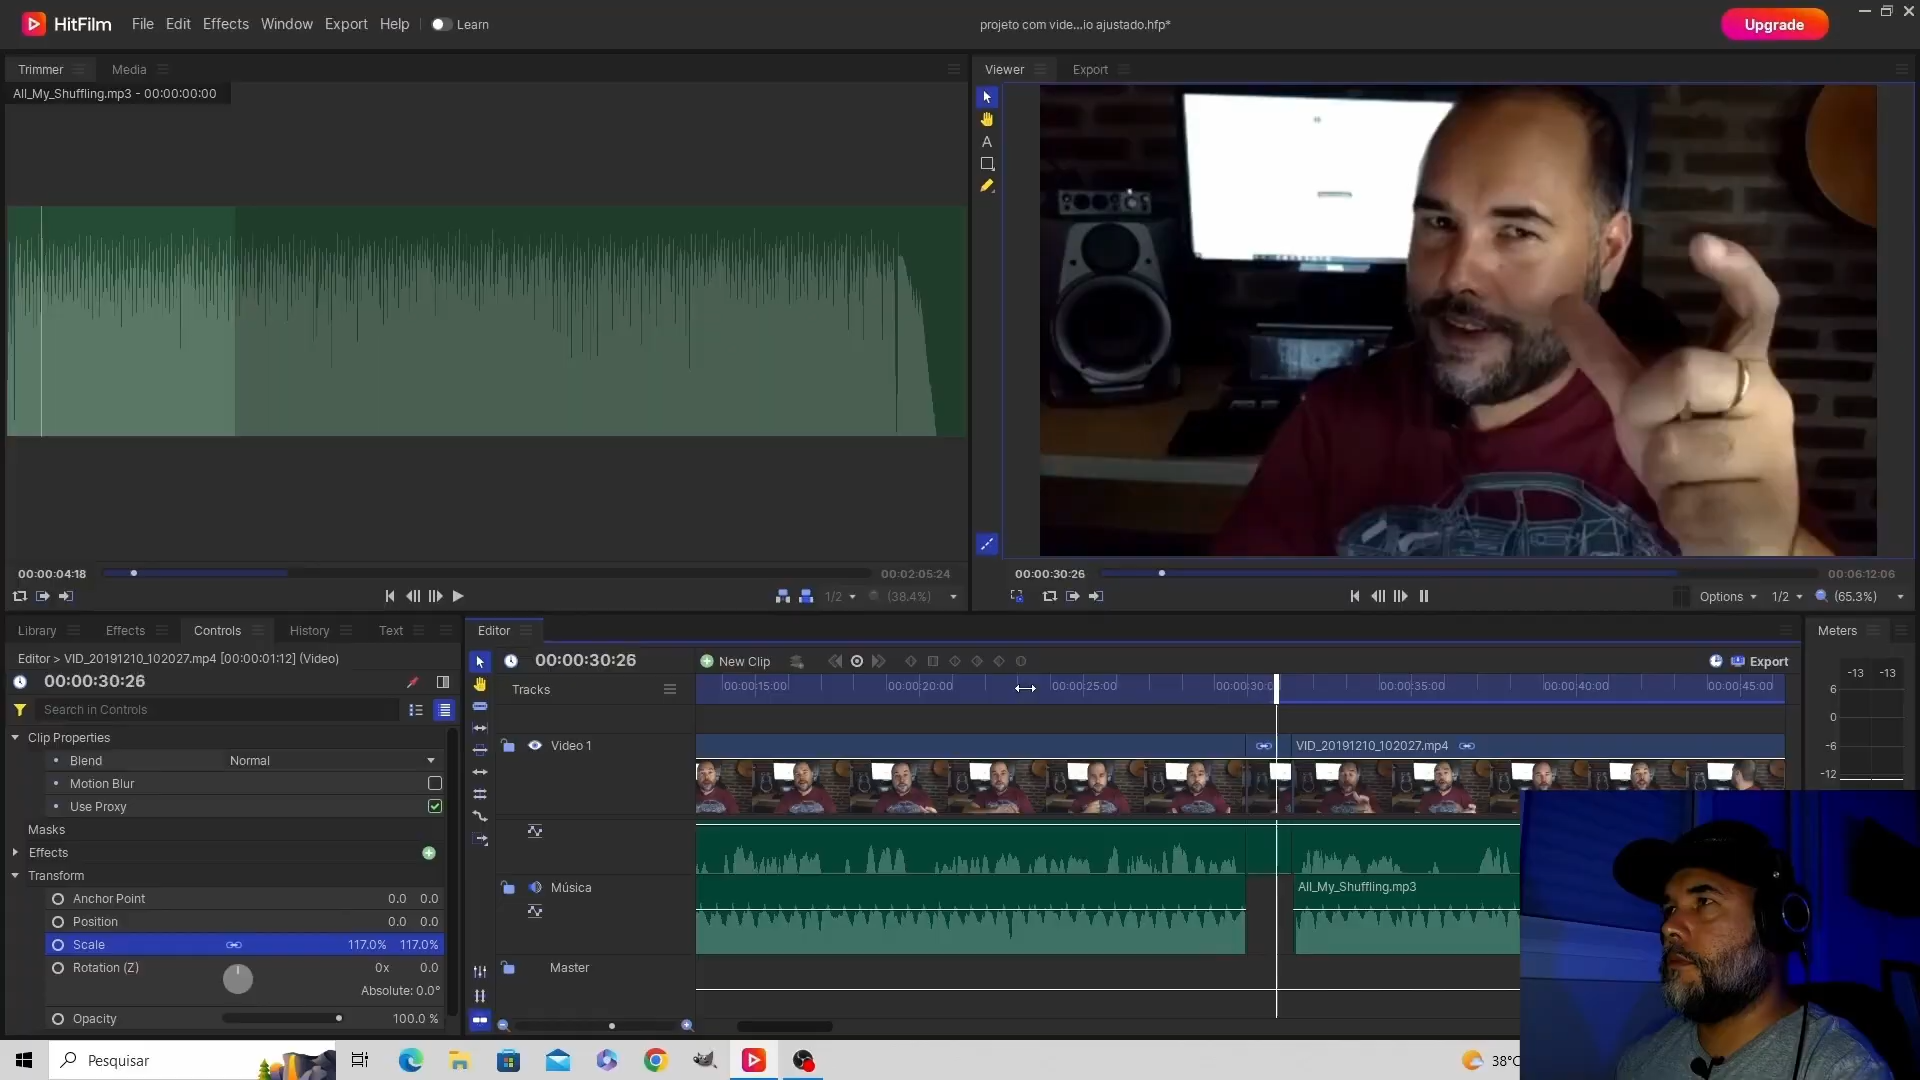 HitFilm File Edit Effects Window Export Help Learn projeto com vide...io ajustado.hfp* Upgrade
Trimmer Media
Viewer Export
All_My_Shuffling.mp3 - 00:00:00:00
A
00:00:04:18 00:02:05:24
1/2 (38.4%)
00:00:30:26 00:06:12:06
Options 1/2 (65.3%)
Library Effects Controls History Text
Editor > VID_20191210_102027.mp4 [00:00:01:12] (Video)
00:00:30:26
Search in Controls
Clip Properties
Blend Normal
Motion Blur
Use Proxy
Masks
Effects
Transform
Anchor Point 0.0 0.0
Position 0.0 0.0
Scale 117.0% 117.0%
Rotation (Z) 0x 0.0
Absolute: 0.0°
Opacity 100.0 %
Editor
00:00:30:26 New Clip Export
Tracks 00:00:15:00 00:00:20:00 00:00:25:00 00:00:30:0 00:00:35:00 00:00:40:00 00:00:45:00
Video 1 VID_20191210_102027.mp4
Música All_My_Shuffling.mp3
Master
Meters
-13 -13
6
0
-6
-12
Pesquisar 38°C